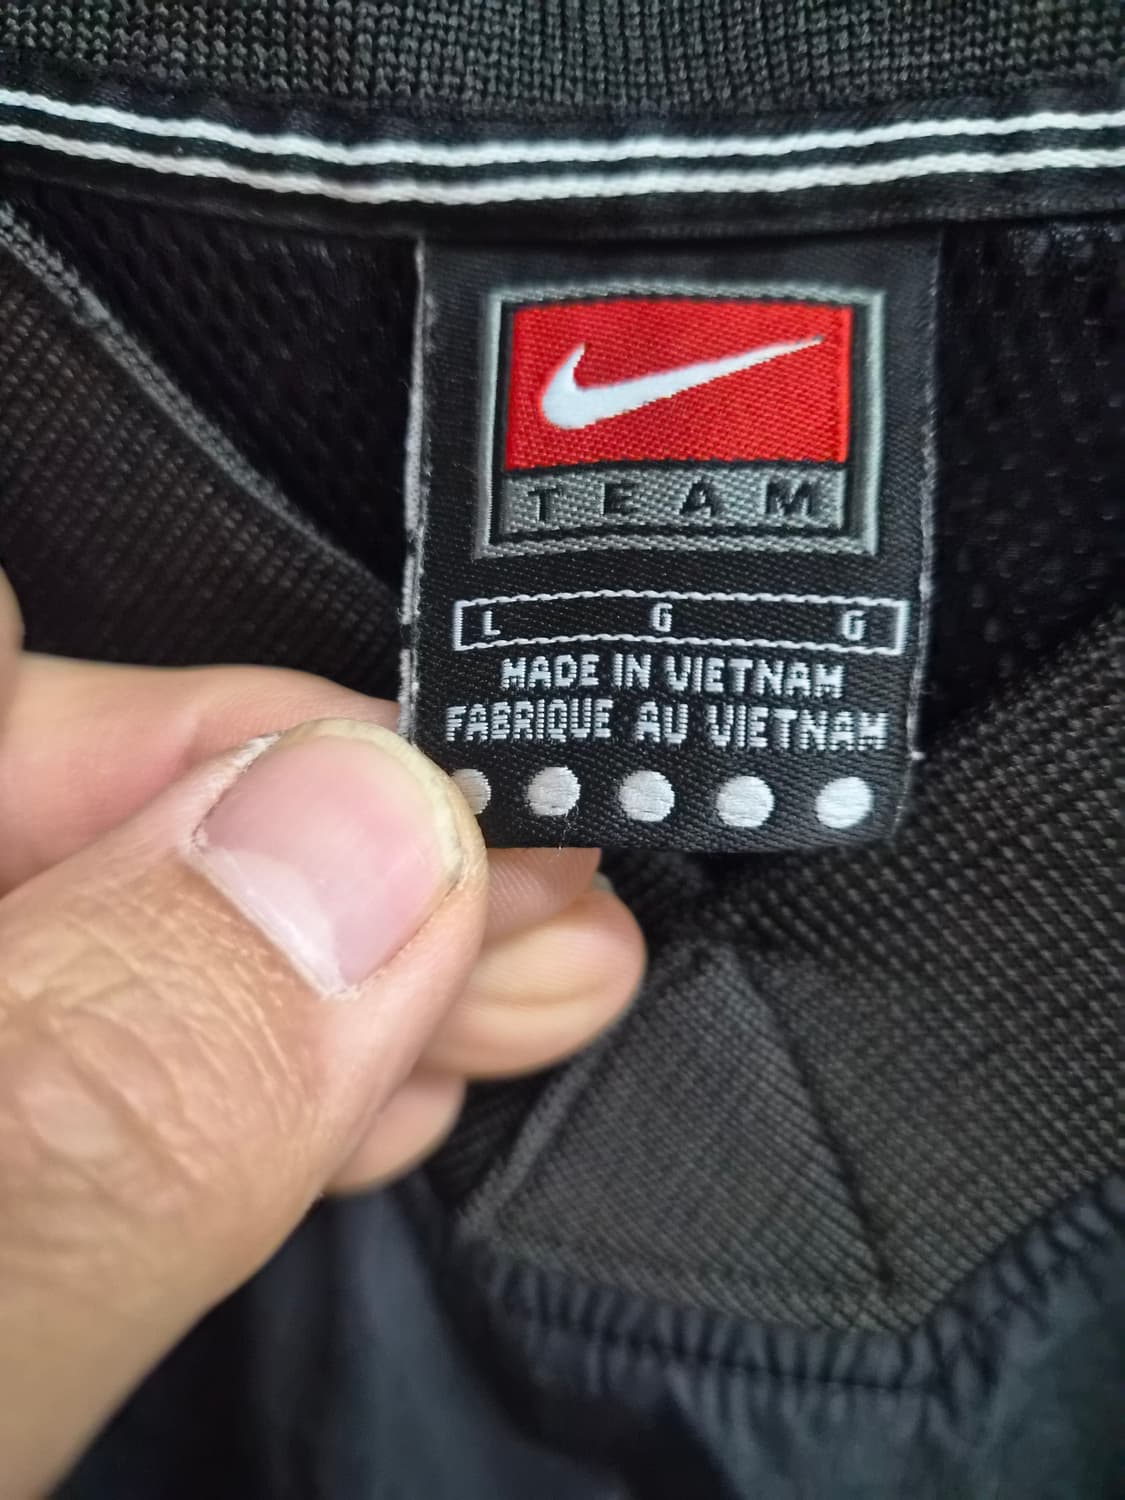 TEAM
L G G
MADE IN VIETNAM
FABRIQUE AU VIETNAM